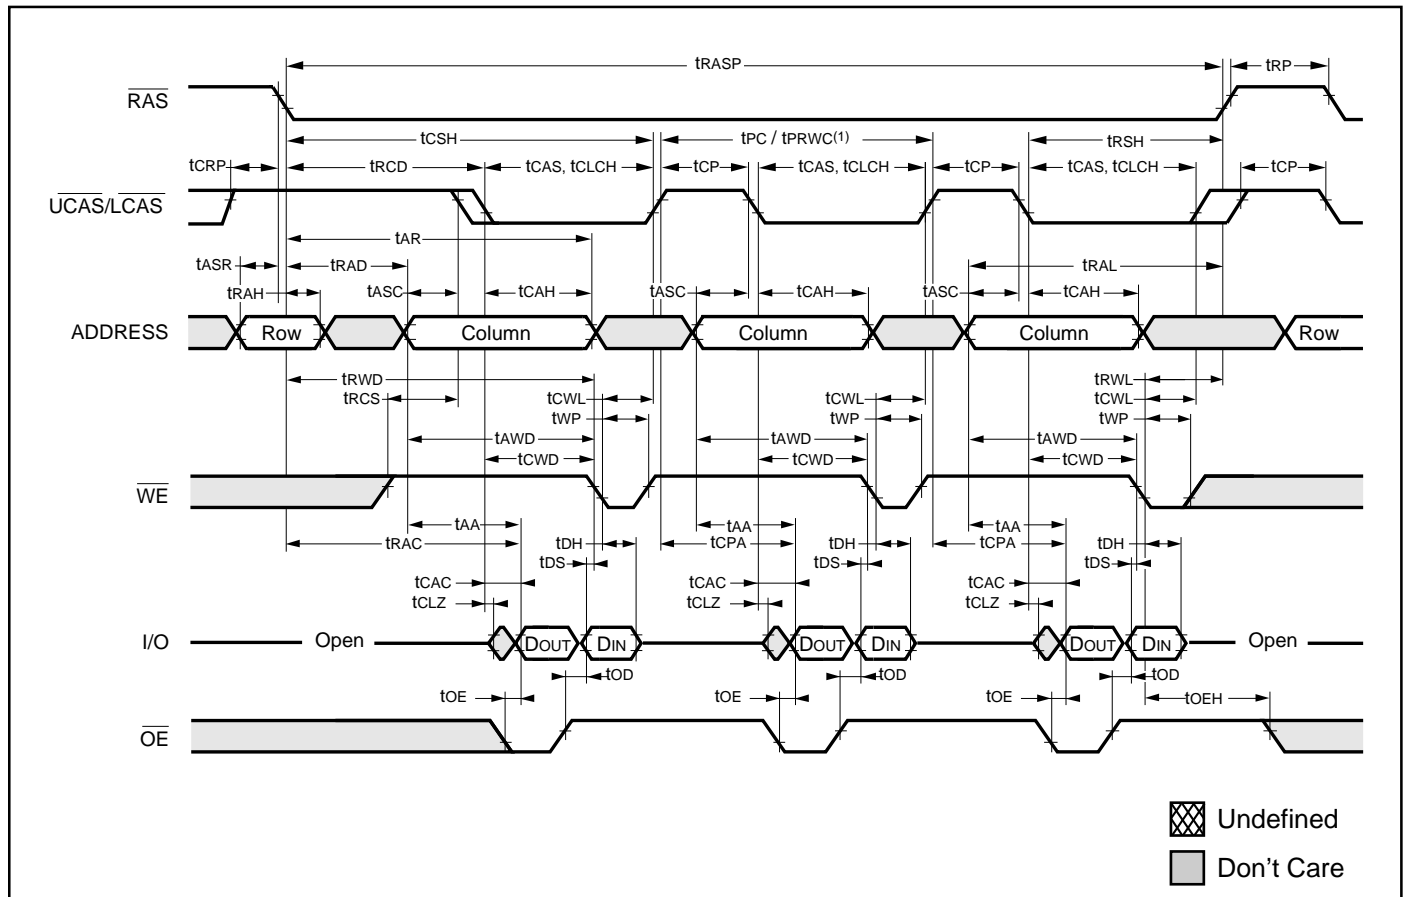 tRASP tRP
RAS
tCSH tPC / tPRWC(1) tRSH
tCRP tRCD tCAS, tCLCH tCP tCAS, tCLCH tCP tCAS, tCLCH tCP
UCAS/LCAS
tAR
tASR tRAD tRAL
tRAH tASC tCAH tASC tCAH tASC tCAH
ADDRESS Row Column Column Column Row
tRWD tRWL
tRCS tCWL tCWL tCWL
tWP tWP tWP
tAWD tAWD tAWD
tCWD tCWD tCWD
WE
tAA tAA tAA
tRAC tDH tCPA tDH tCPA tDH
tDS tDS tDS
tCAC tCAC tCAC
tCLZ tCLZ tCLZ
I/O Open DOUT DIN DOUT DIN DOUT DIN Open
tOD tOD tOD
tOE tOE tOE tOEH
OE
Undefined
Don't Care